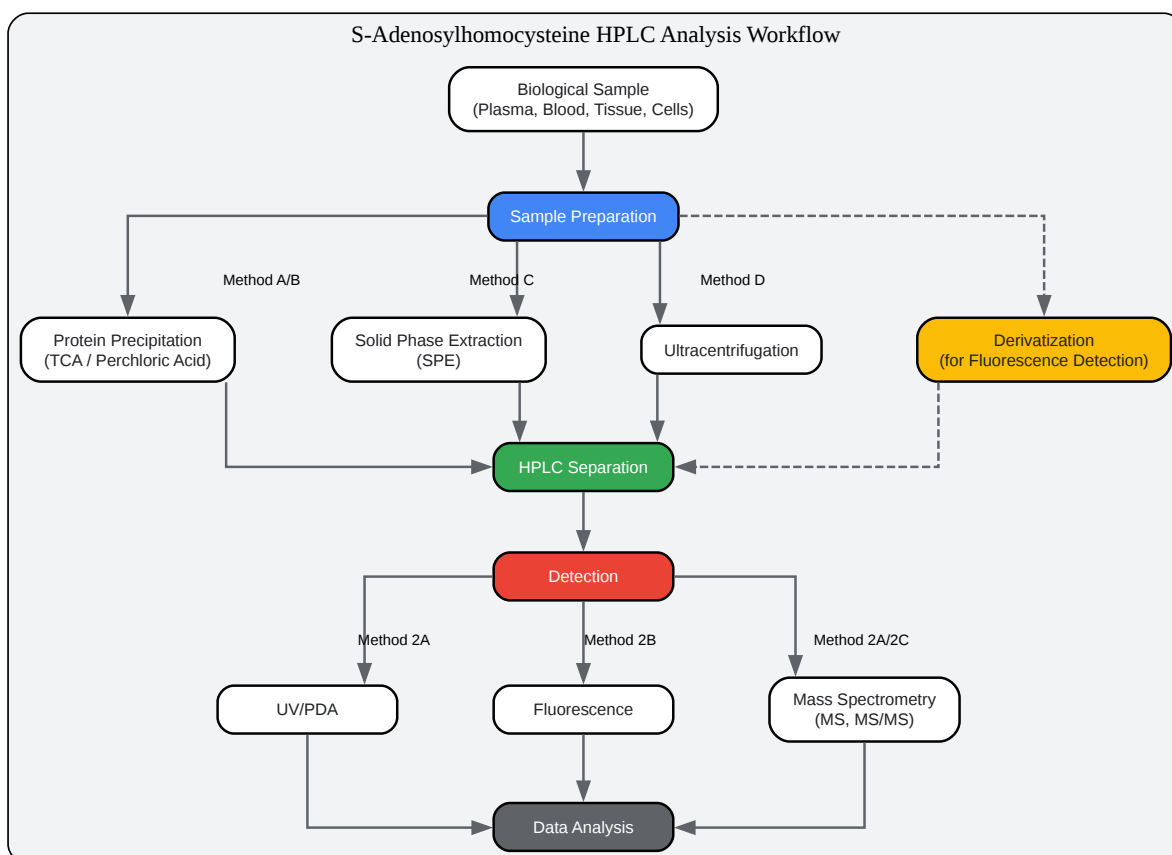 S-Adenosylhomocysteine HPLC Analysis Workflow
Biological Sample
(Plasma, Blood, Tissue, Cells)
Sample Preparation
Method A/B
Method C
Method D
Protein Precipitation
(TCA / Perchloric Acid)
Solid Phase Extraction
(SPE)
Ultracentrifugation
Derivatization
(for Fluorescence Detection)
HPLC Separation
Detection
Method 2A
Method 2B
Method 2A/2C
UV/PDA
Fluorescence
Mass Spectrometry
(MS, MS/MS)
Data Analysis